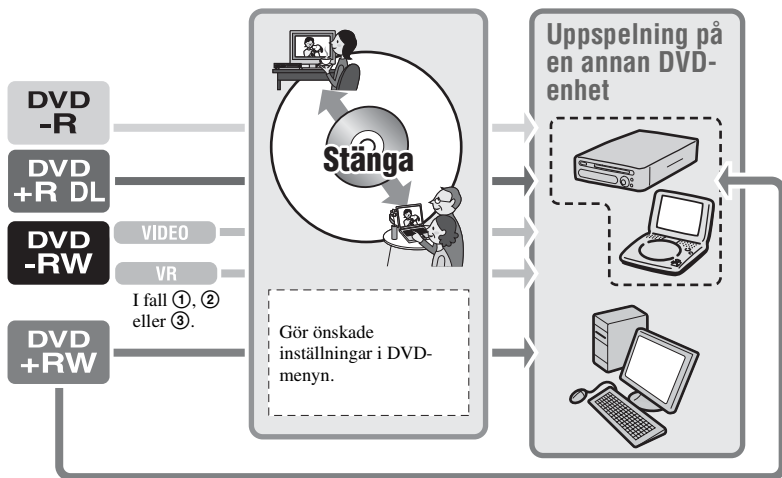 Uppspelning på
en annan DVD-
enhet
DVD
-R
Stänga
DVD
+R DL
DVD
-RW
VIDEO
VR
I fall ①, ②
eller ③.
Gör önskade
inställningar i DVD-
menyn.
DVD
+RW